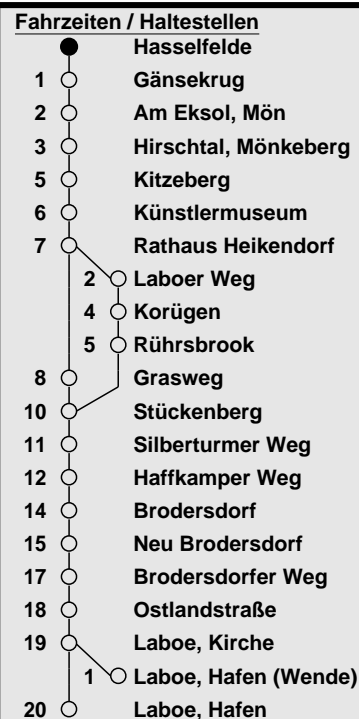 Fahrzeiten / Haltestellen
Hasselfelde
1 Gänsekrug
2 Am Eksol, Mön
3 Hirschtal, Mönkeberg
5 Kitzeberg
6 Künstlermuseum
7 Rathaus Heikendorf
2 Laboer Weg
4 Korügen
5 Rührsbrook
8 Grasweg
10 Stückenberg
11 Silberturmer Weg
12 Haffkamper Weg
14 Brodersdorf
15 Neu Brodersdorf
17 Brodersdorfer Weg
18 Ostlandstraße
19 Laboe, Kirche
1 Laboe, Hafen (Wende)
20 Laboe, Hafen